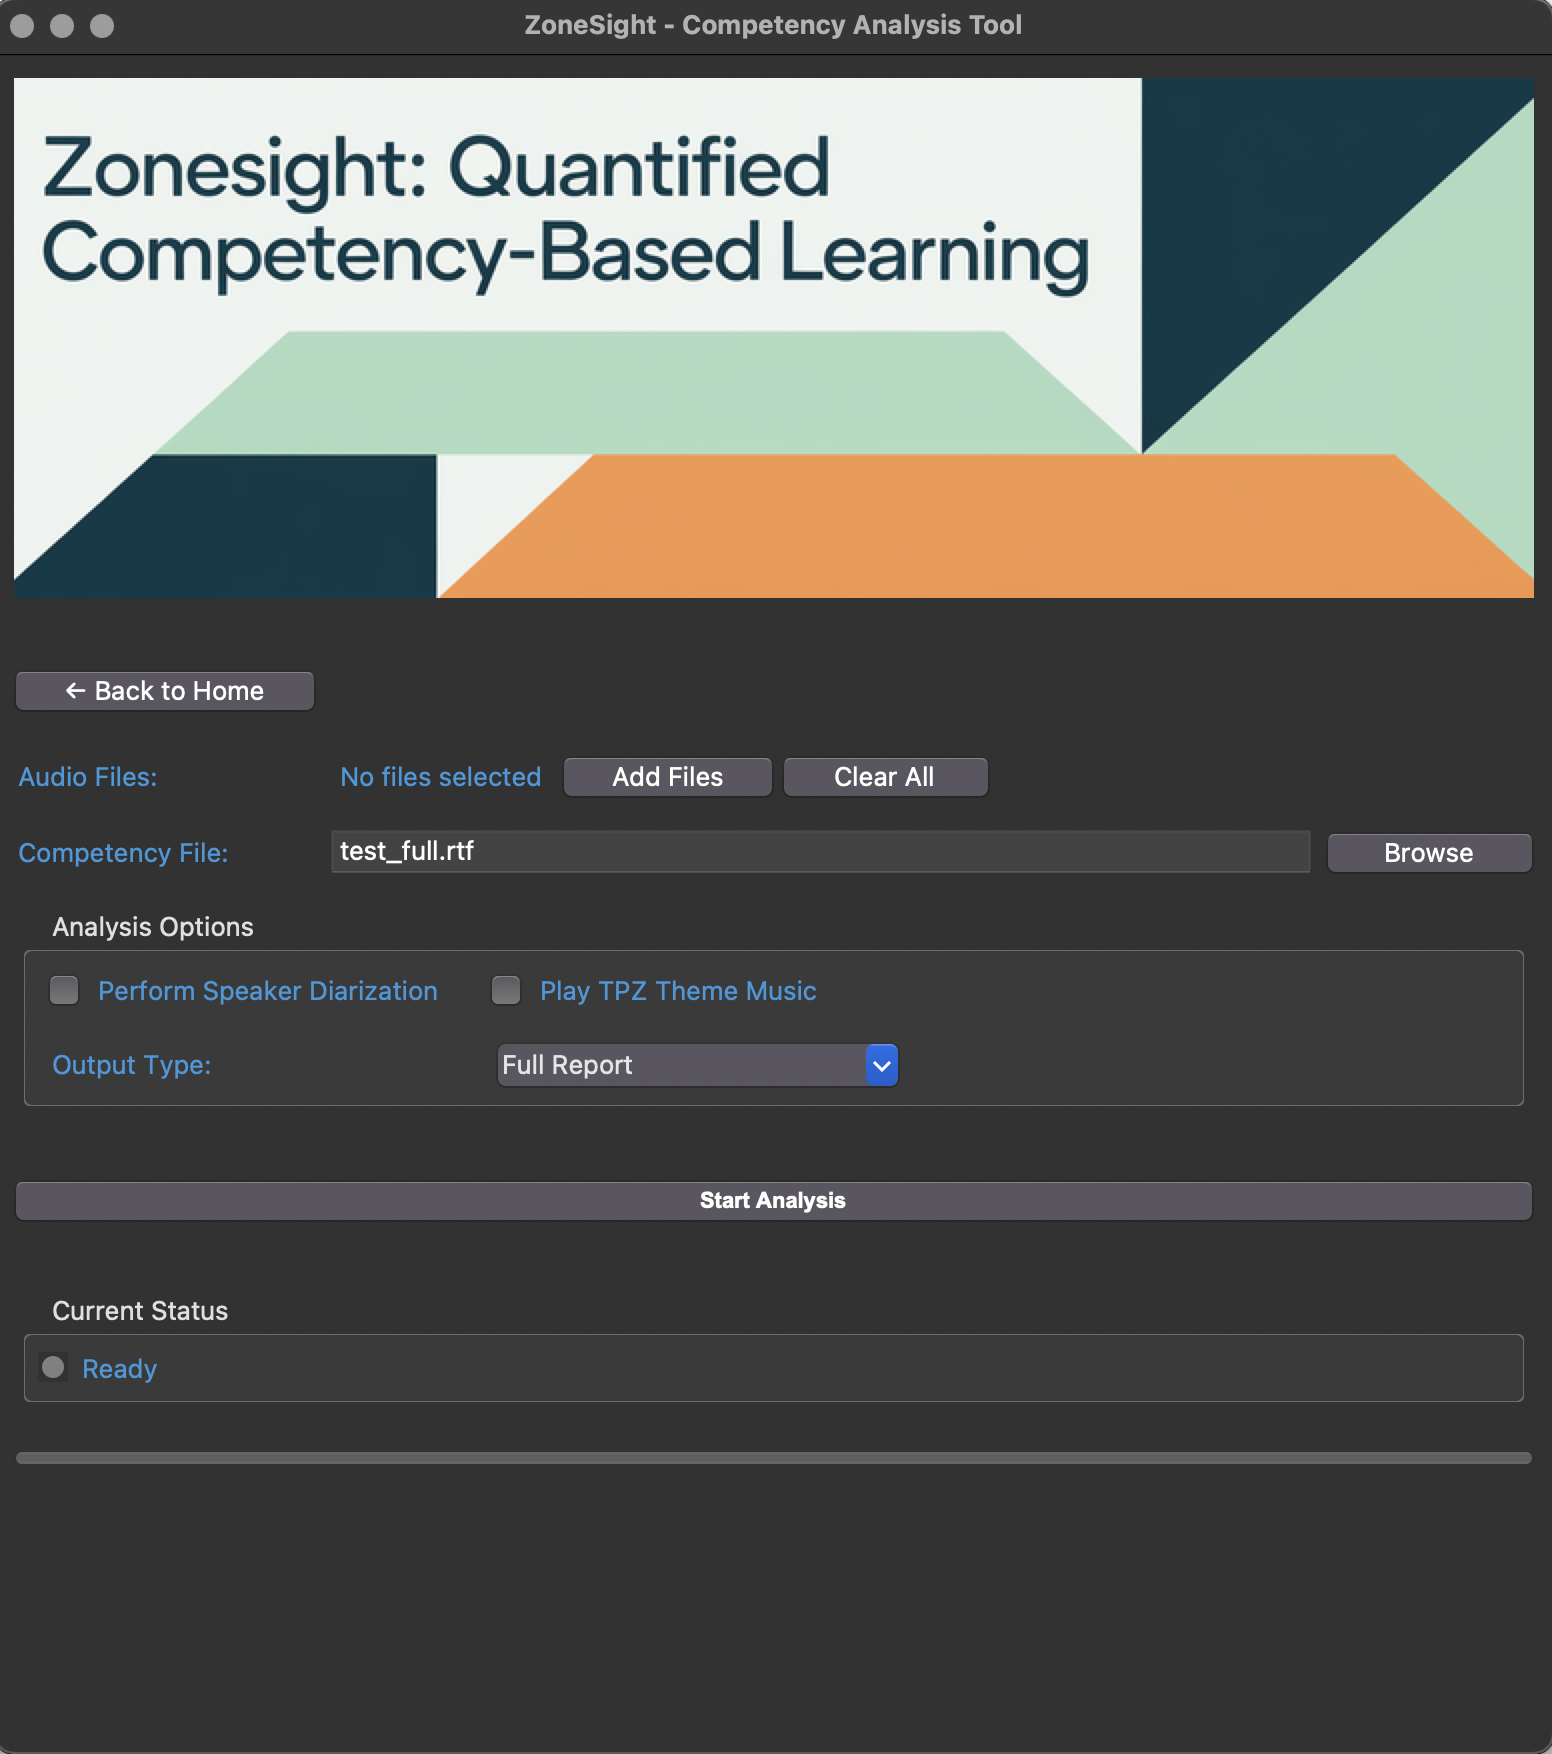 ZoneSight - Competency Analysis Tool
Zonesight: Quantified
Competency-Based Learning
← Back to Home
Audio Files: No files selected Add Files Clear All
Competency File: test_full.rtf Browse
Analysis Options
Perform Speaker Diarization Play TPZ Theme Music
Output Type: Full Report
Start Analysis
Current Status
Ready